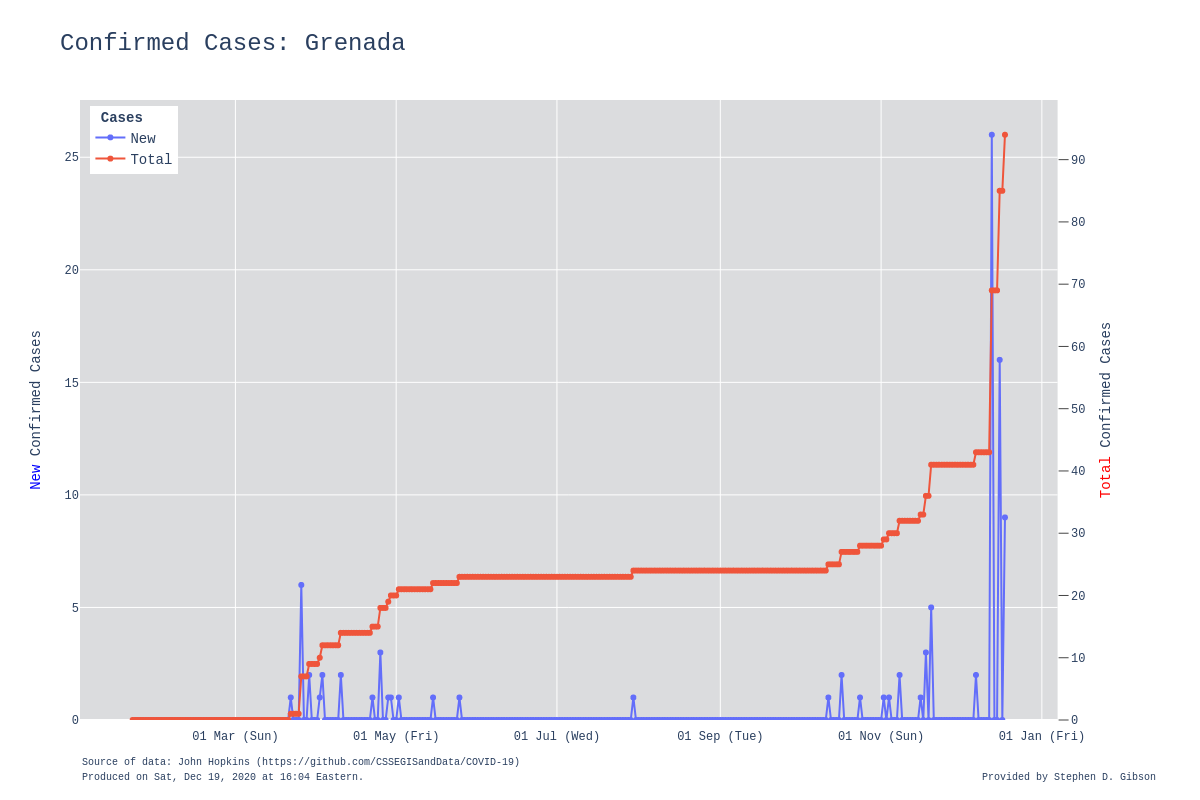 Confirmed Cases: Grenada
Cases
New
Total
25
20
15
10
5
0
90
80
70
60
50
40
30
20
10
0
New Confirmed Cases
Total Confirmed Cases
01 Mar (Sun)
01 May (Fri)
01 Jul (Wed)
01 Sep (Tue)
01 Nov (Sun)
01 Jan (Fri)
Source of data: John Hopkins (https://github.com/CSSEGISandData/COVID-19)
Produced on Sat, Dec 19, 2020 at 16:04 Eastern.
Provided by Stephen D. Gibson